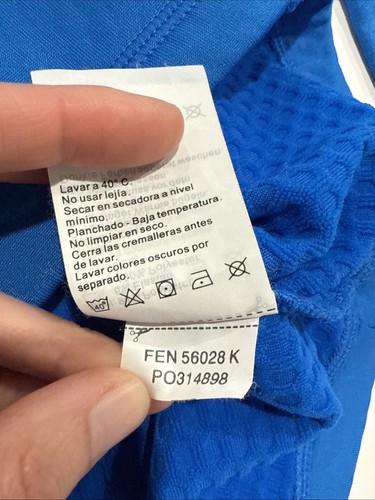 Lavar a 40° C.
No usar lejía.
Secar en secadora a nivel
mínimo.
Planchado - Baja temperatura.
No limpiar en seco.
Cerra las cremalleras antes
de lavar.
Lavar colores oscuros por
separado.
40°
FEN 56028 K
PO314898